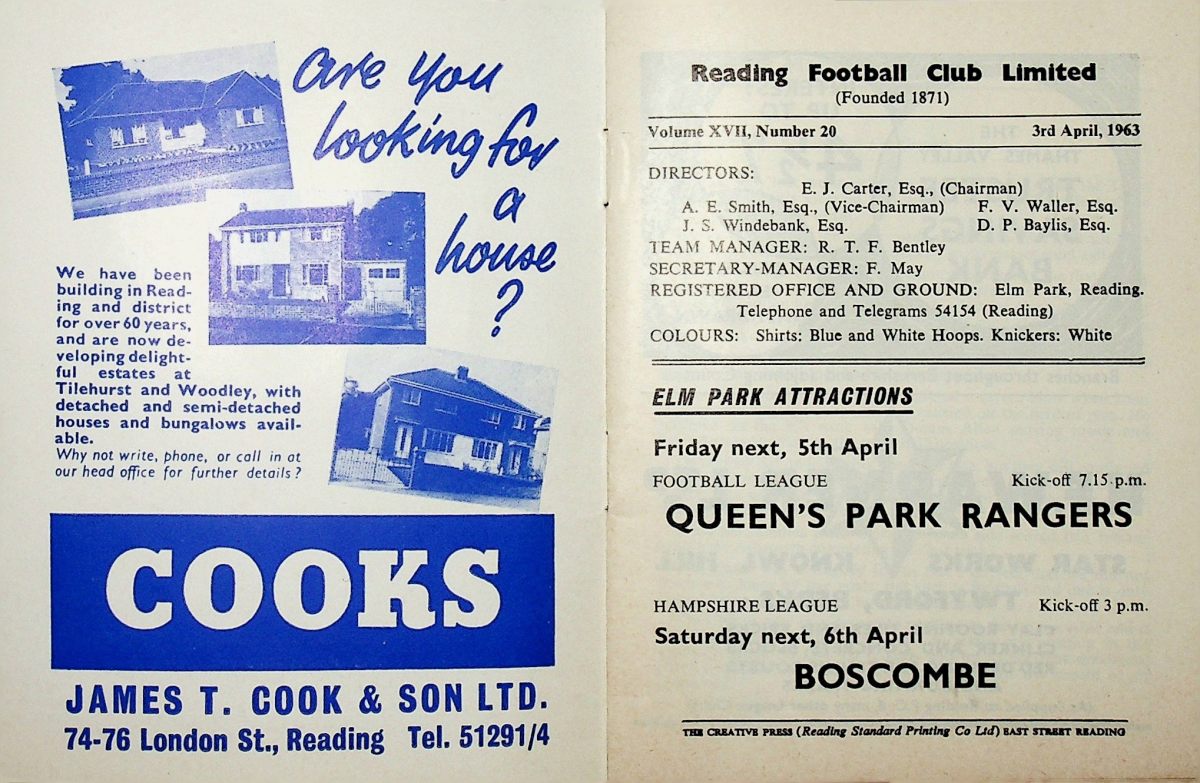 Are you
looking for
a
house
?
We have been
building in Read-
ing and district
for over 60 years,
and are now de-
veloping delight-
ful estates at
Tilehurst and Woodley, with
detached and semi-detached
houses and bungalows avail-
able.
Why not write, phone, or call in at
our head office for further details?
COOKS
JAMES T. COOK & SON LTD.
74-76 London St., Reading Tel. 51291/4
Reading Football Club Limited
(Founded 1871)
Volume XVII, Number 20 3rd April, 1963
DIRECTORS:
E. J. Carter, Esq., (Chairman)
A. E. Smith, Esq., (Vice-Chairman) F. V. Waller, Esq.
J. S. Windebank, Esq. D. P. Baylis, Esq.
TEAM MANAGER: R. T. F. Bentley
SECRETARY-MANAGER: F. May
REGISTERED OFFICE AND GROUND: Elm Park, Reading.
Telephone and Telegrams 54154 (Reading)
COLOURS: Shirts: Blue and White Hoops. Knickers: White
ELM PARK ATTRACTIONS
Friday next, 5th April
FOOTBALL LEAGUE Kick-off 7.15 p.m.
QUEEN'S PARK RANGERS
HAMPSHIRE LEAGUE Kick-off 3 p.m.
Saturday next, 6th April
BOSCOMBE
THE CREATIVE PRESS (Reading Standard Printing Co Ltd) EAST STREET READING